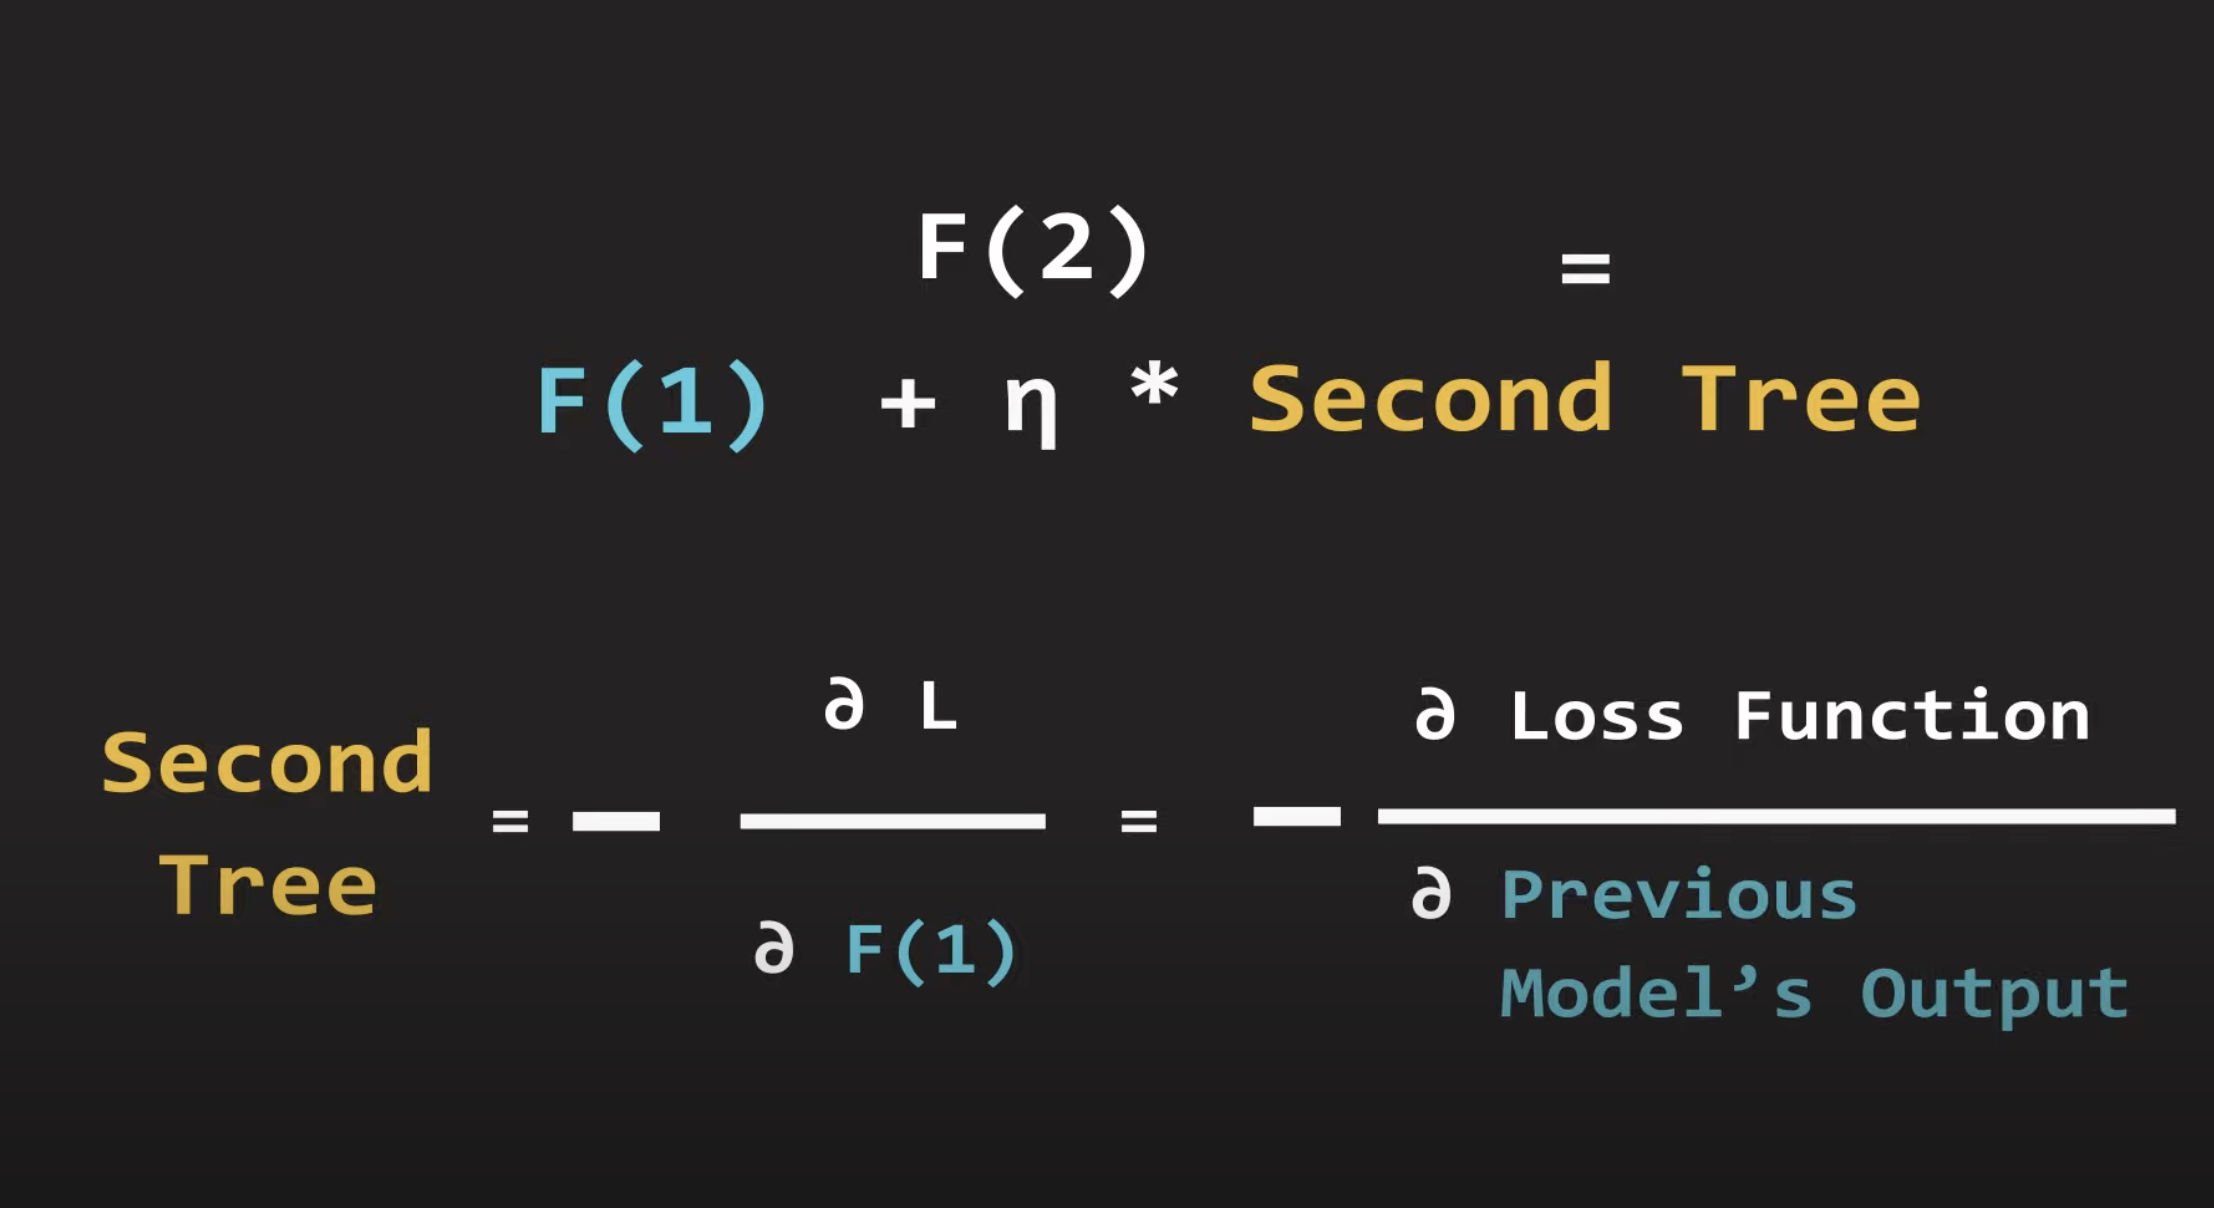 F(2) =
F(1) + η * Second Tree
Second Tree = − ∂ L / ∂ F(1) = − ∂ Loss Function / ∂ Previous Model’s Output